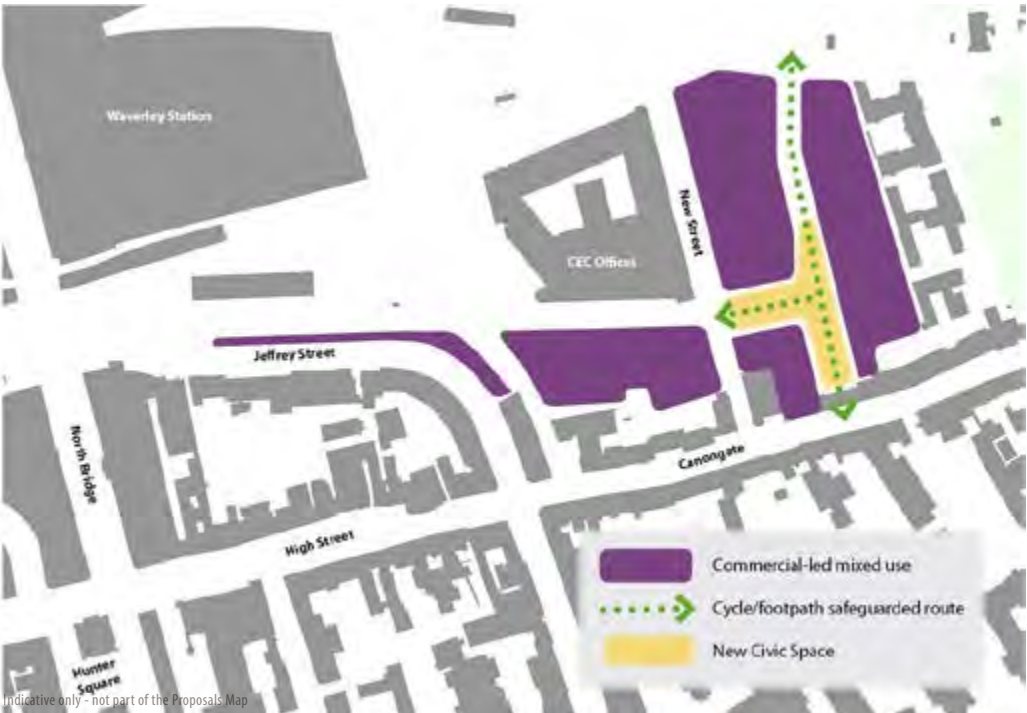 Waverley Station
New Street
CEC Offices
Jeffrey Street
North Bridge
Canongate
High Street
Hunter
Square
Commercial-led mixed use
Cycle/footpath safeguarded route
New Civic Space
Indicative only - not part of the Proposals Map